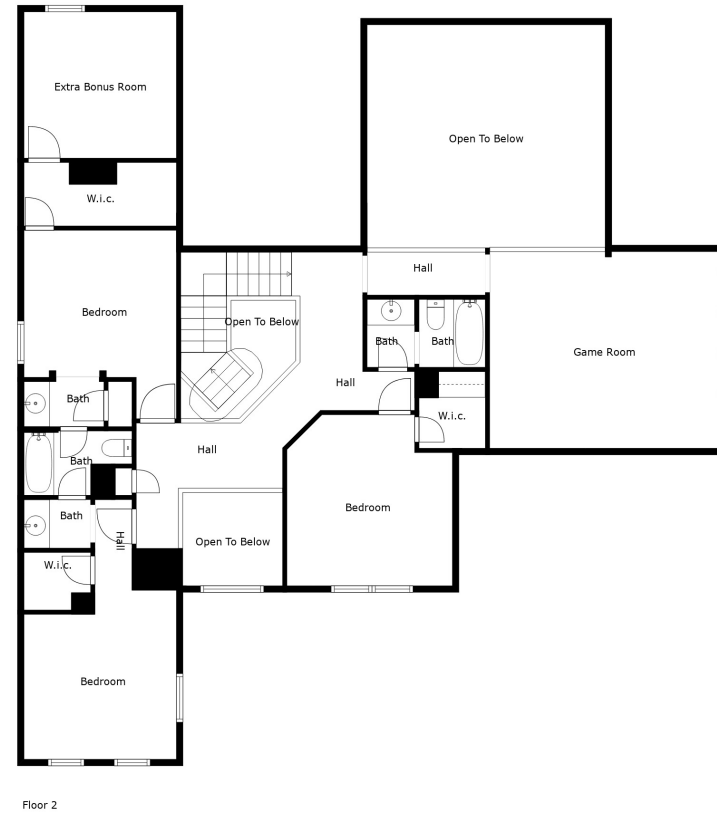 Extra Bonus Room
Open To Below
W.i.c.
Hall
Bedroom
Open To Below
Bath
Bath
Game Room
Hall
Bath
W.i.c.
Hall
Bath
Bedroom
Bath
Hall
Open To Below
W.i.c.
Bedroom
Floor 2